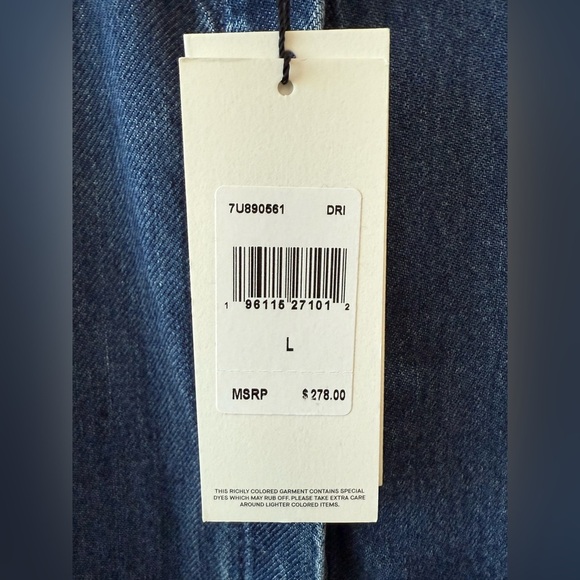 7U890561 DRI
1 96115 27101 2
L
MSRP $278.00
THIS RICHLY COLORED GARMENT CONTAINS SPECIAL
DYES WHICH MAY RUB OFF. PLEASE TAKE EXTRA CARE
AROUND LIGHTER COLORED ITEMS.